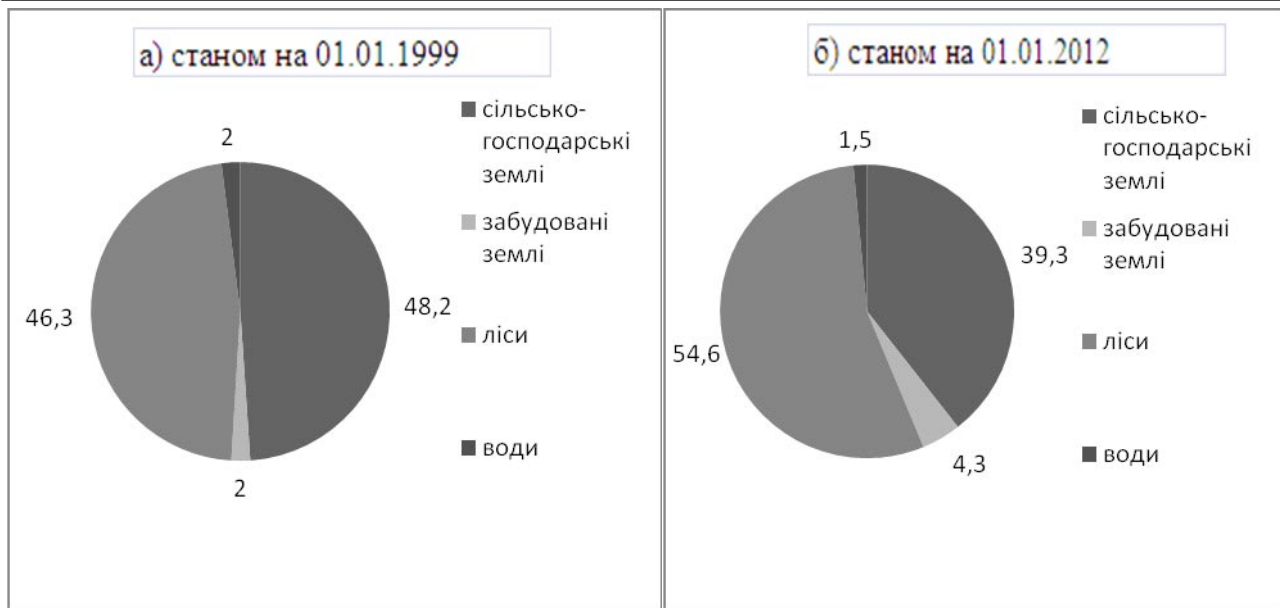 а) станом на 01.01.1999
2
48,2
2
46,3
сільсько-
господарські
землі
забудовані
землі
ліси
води
б) станом на 01.01.2012
1,5
39,3
4,3
54,6
сільсько-
господарські
землі
забудовані
землі
ліси
води